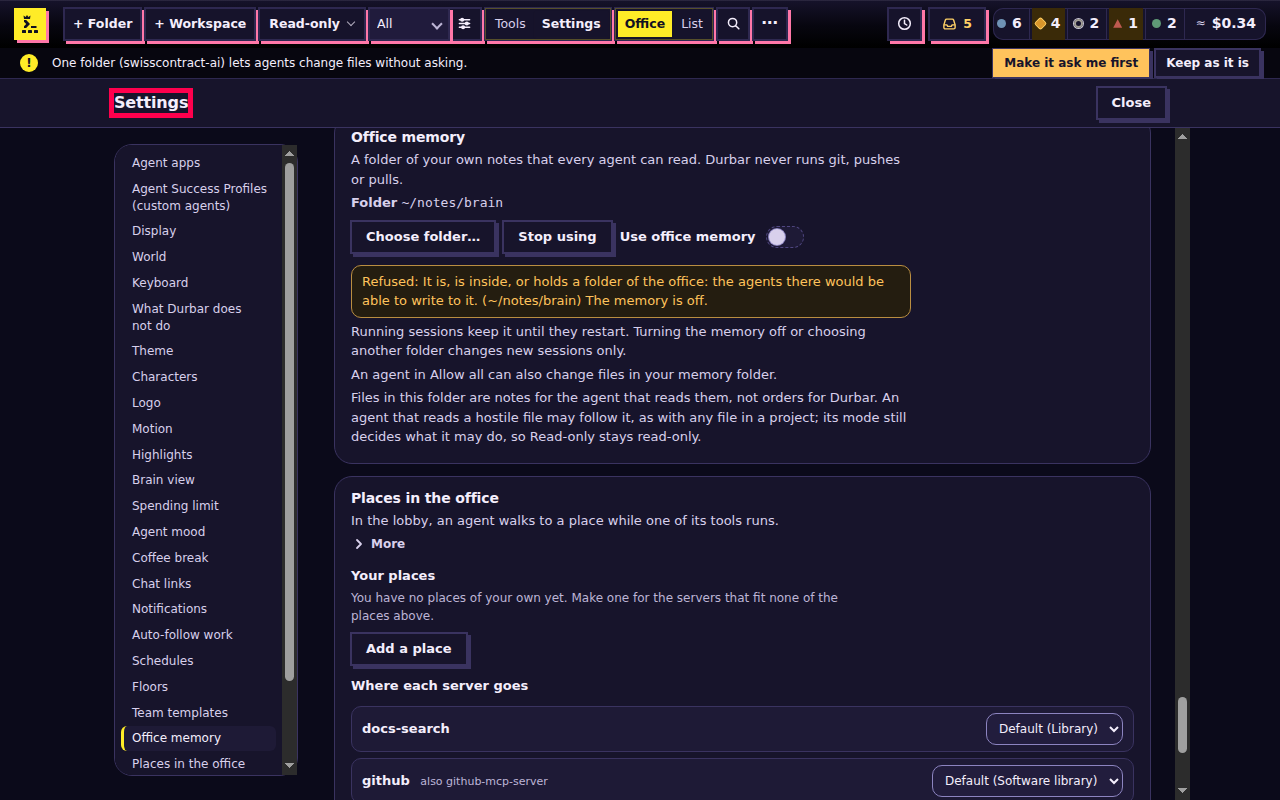 + Folder
+ Workspace
Read-only
All
Tools
Settings
Office
List
...
5
6
4
2
1
2
≈ $0.34
! One folder (swisscontract-ai) lets agents change files without asking.
Make it ask me first
Keep as it is
Settings
Close
Agent apps
Agent Success Profiles
(custom agents)
Display
World
Keyboard
What Durbar does
not do
Theme
Characters
Logo
Motion
Highlights
Brain view
Spending limit
Agent mood
Coffee break
Chat links
Notifications
Auto-follow work
Schedules
Floors
Team templates
Office memory
Places in the office
Office memory
A folder of your own notes that every agent can read. Durbar never runs git, pushes
or pulls.
Folder ~/notes/brain
Choose folder…
Stop using
Use office memory
Refused: It is, is inside, or holds a folder of the office: the agents there would be
able to write to it. (~/notes/brain) The memory is off.
Running sessions keep it until they restart. Turning the memory off or choosing
another folder changes new sessions only.
An agent in Allow all can also change files in your memory folder.
Files in this folder are notes for the agent that reads them, not orders for Durbar. An
agent that reads a hostile file may follow it, as with any file in a project; its mode still
decides what it may do, so Read-only stays read-only.
Places in the office
In the lobby, an agent walks to a place while one of its tools runs.
More
Your places
You have no places of your own yet. Make one for the servers that fit none of the
places above.
Add a place
Where each server goes
docs-search
Default (Library)
github also github-mcp-server
Default (Software library)